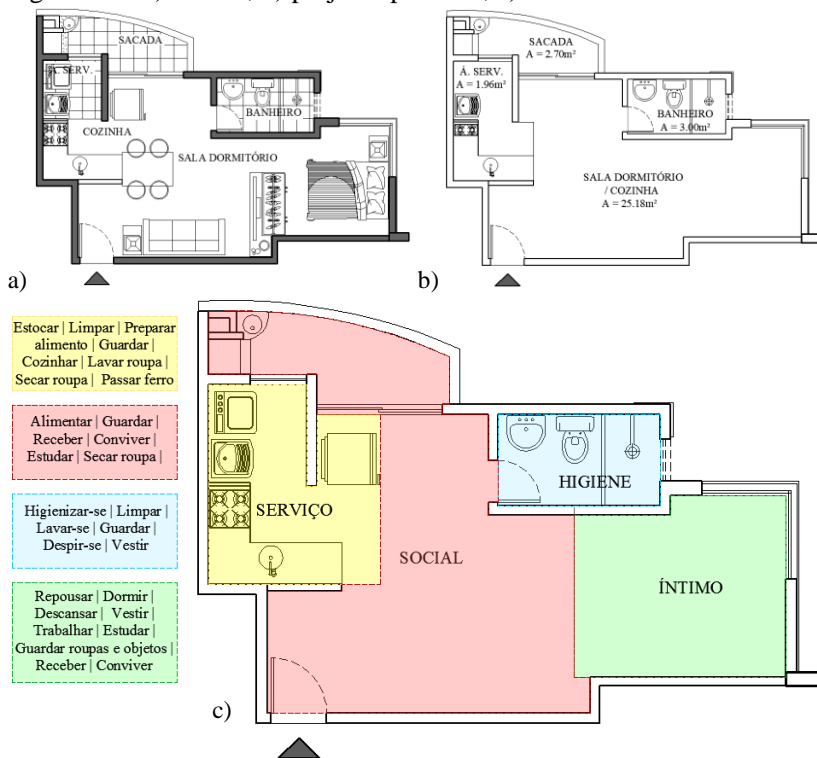 SACADA
Á. SERV.
BANHEIRO
COZINHA
SALA DORMITÓRIO
a)
SACADA
A = 2.70m²
Á. SERV.
A = 1.96m²
BANHEIRO
A = 3.00m²
SALA DORMITÓRIO
/ COZINHA
A = 25.18m²
b)
Estocar | Limpar | Preparar
alimento | Guardar |
Cozinhar | Lavar roupa |
Secar roupa | Passar ferro
Alimentar | Guardar |
Receber | Conviver |
Estudar | Secar roupa |
Higienizar-se | Limpar |
Lavar-se | Guardar |
Despir-se | Vestir
Repousar | Dormir |
Descansar | Vestir |
Trabalhar | Estudar |
Guardar roupas e objetos |
Receber | Conviver
HIGIENE
SERVIÇO
SOCIAL
ÍNTIMO
c)